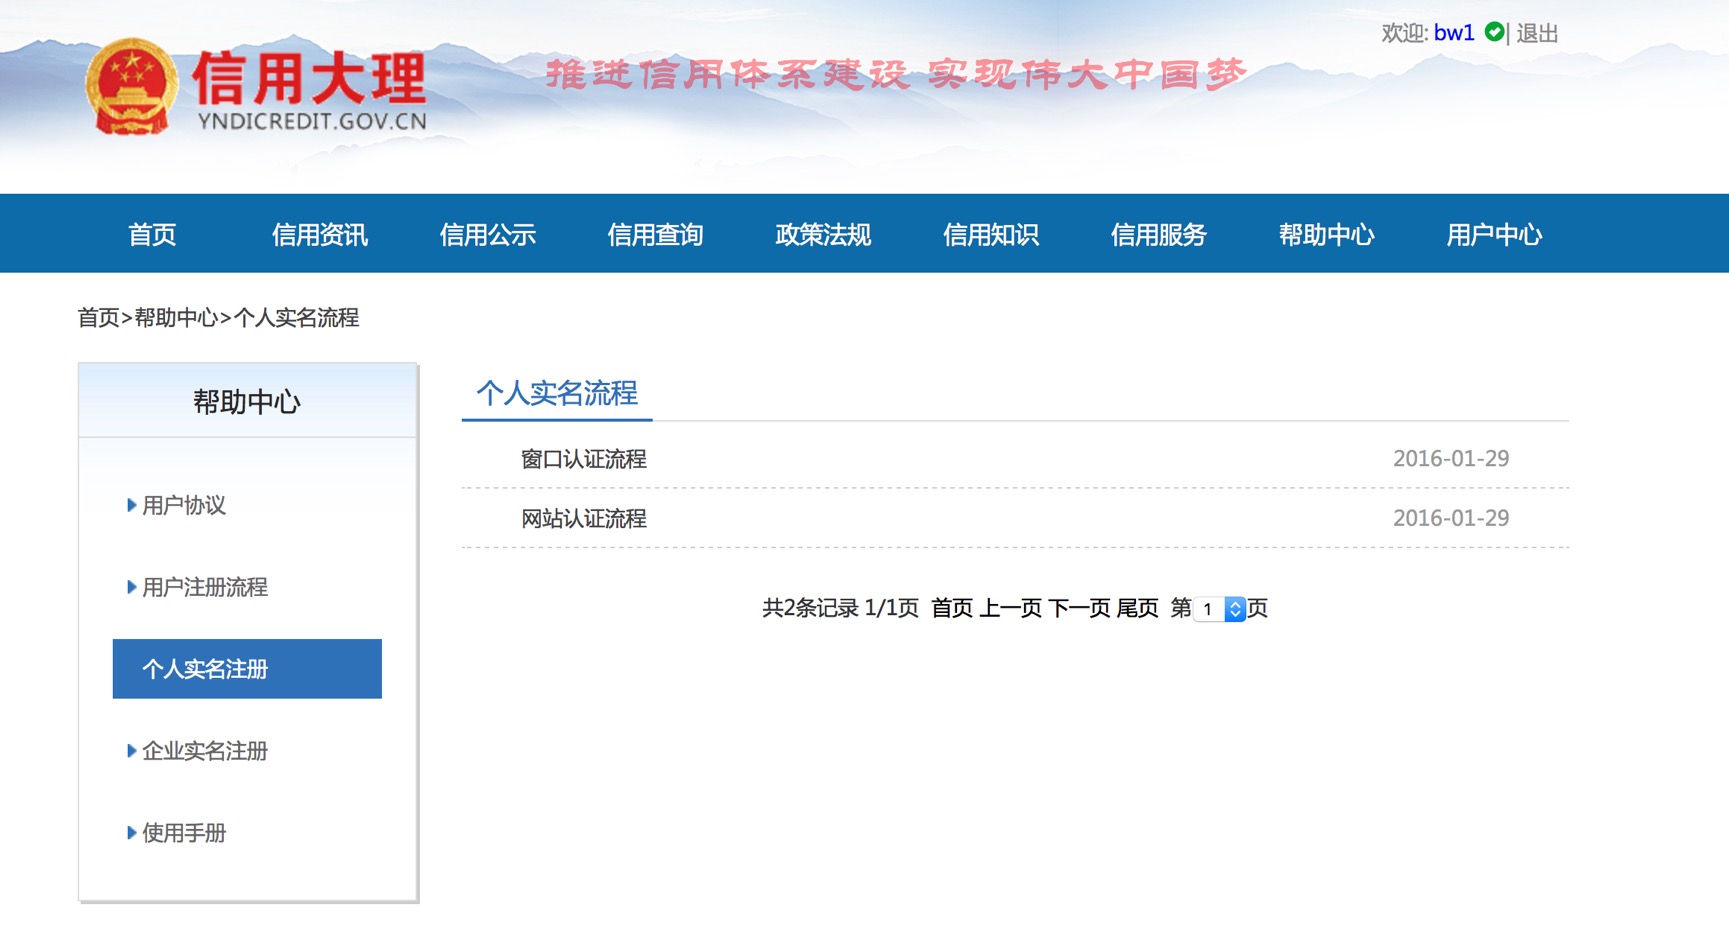 欢迎: bw1 | 退出
信用大理
YNDICREDIT.GOV.CN
推进信用体系建设 实现伟大中国梦
首页 信用资讯 信用公示 信用查询 政策法规 信用知识 信用服务 帮助中心 用户中心
首页>帮助中心>个人实名流程
帮助中心
用户协议
用户注册流程
个人实名注册
企业实名注册
使用手册
个人实名流程
窗口认证流程 2016-01-29
网站认证流程 2016-01-29
共2条记录 1/1页 首页 上一页 下一页 尾页 第 1 页